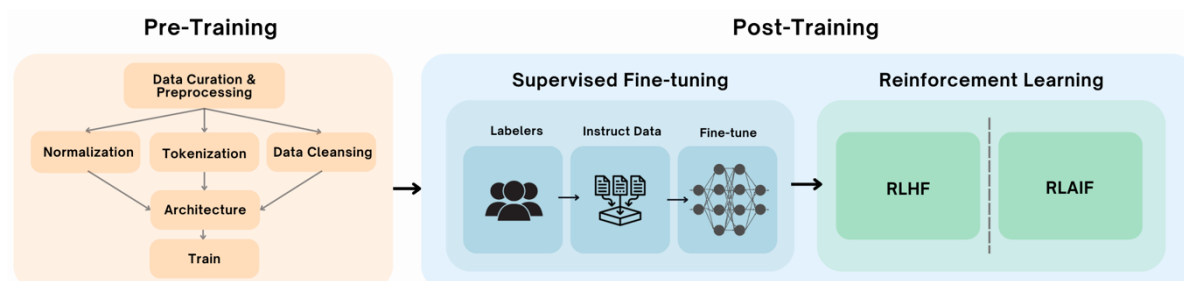 Pre-Training
Data Curation &
Preprocessing
Normalization
Tokenization
Data Cleansing
Architecture
Train
Post-Training
Supervised Fine-tuning
Labelers
Instruct Data
Fine-tune
Reinforcement Learning
RLHF
RLAIF